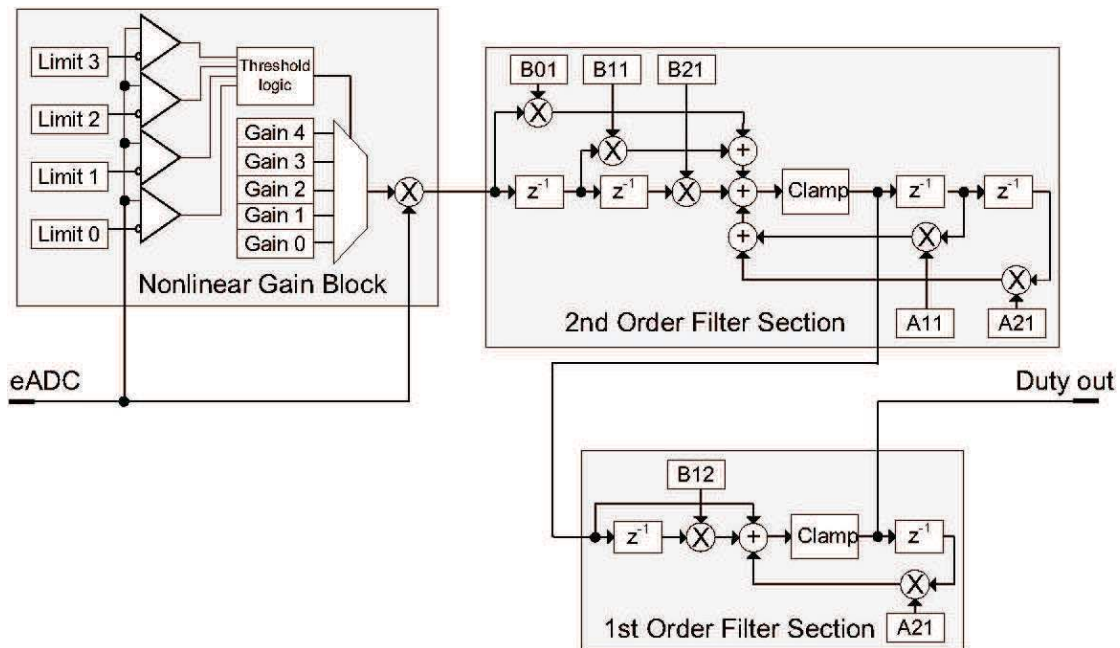 Limit 3
Limit 2
Limit 1
Limit 0
Threshold
logic
Gain 4
Gain 3
Gain 2
Gain 1
Gain 0
X
Nonlinear Gain Block
eADC
B01
B11
B21
X
X
+
z⁻¹
z⁻¹
X
+
Clamp
z⁻¹
z⁻¹
+
X
X
A11
A21
2nd Order Filter Section
Duty out
B12
z⁻¹
X
+
Clamp
z⁻¹
X
A21
1st Order Filter Section